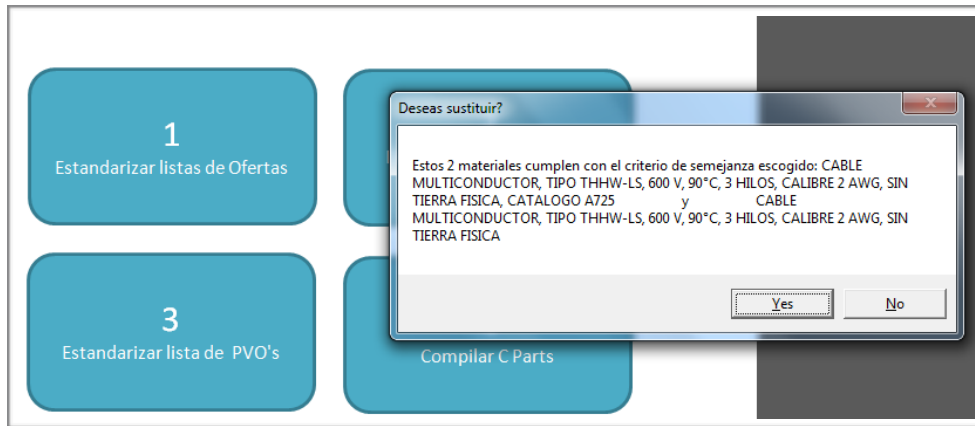 1
Estandarizar listas de Ofertas
3
Estandarizar lista de PVO's
Compilar C Parts
Deseas sustituir?
Estos 2 materiales cumplen con el criterio de semejanza escogido: CABLE
MULTICONDUCTOR, TIPO THHW-LS, 600 V, 90°C, 3 HILOS, CALIBRE 2 AWG, SIN
TIERRA FISICA, CATALOGO A725 y CABLE
MULTICONDUCTOR, TIPO THHW-LS, 600 V, 90°C, 3 HILOS, CALIBRE 2 AWG, SIN
TIERRA FISICA
Yes No